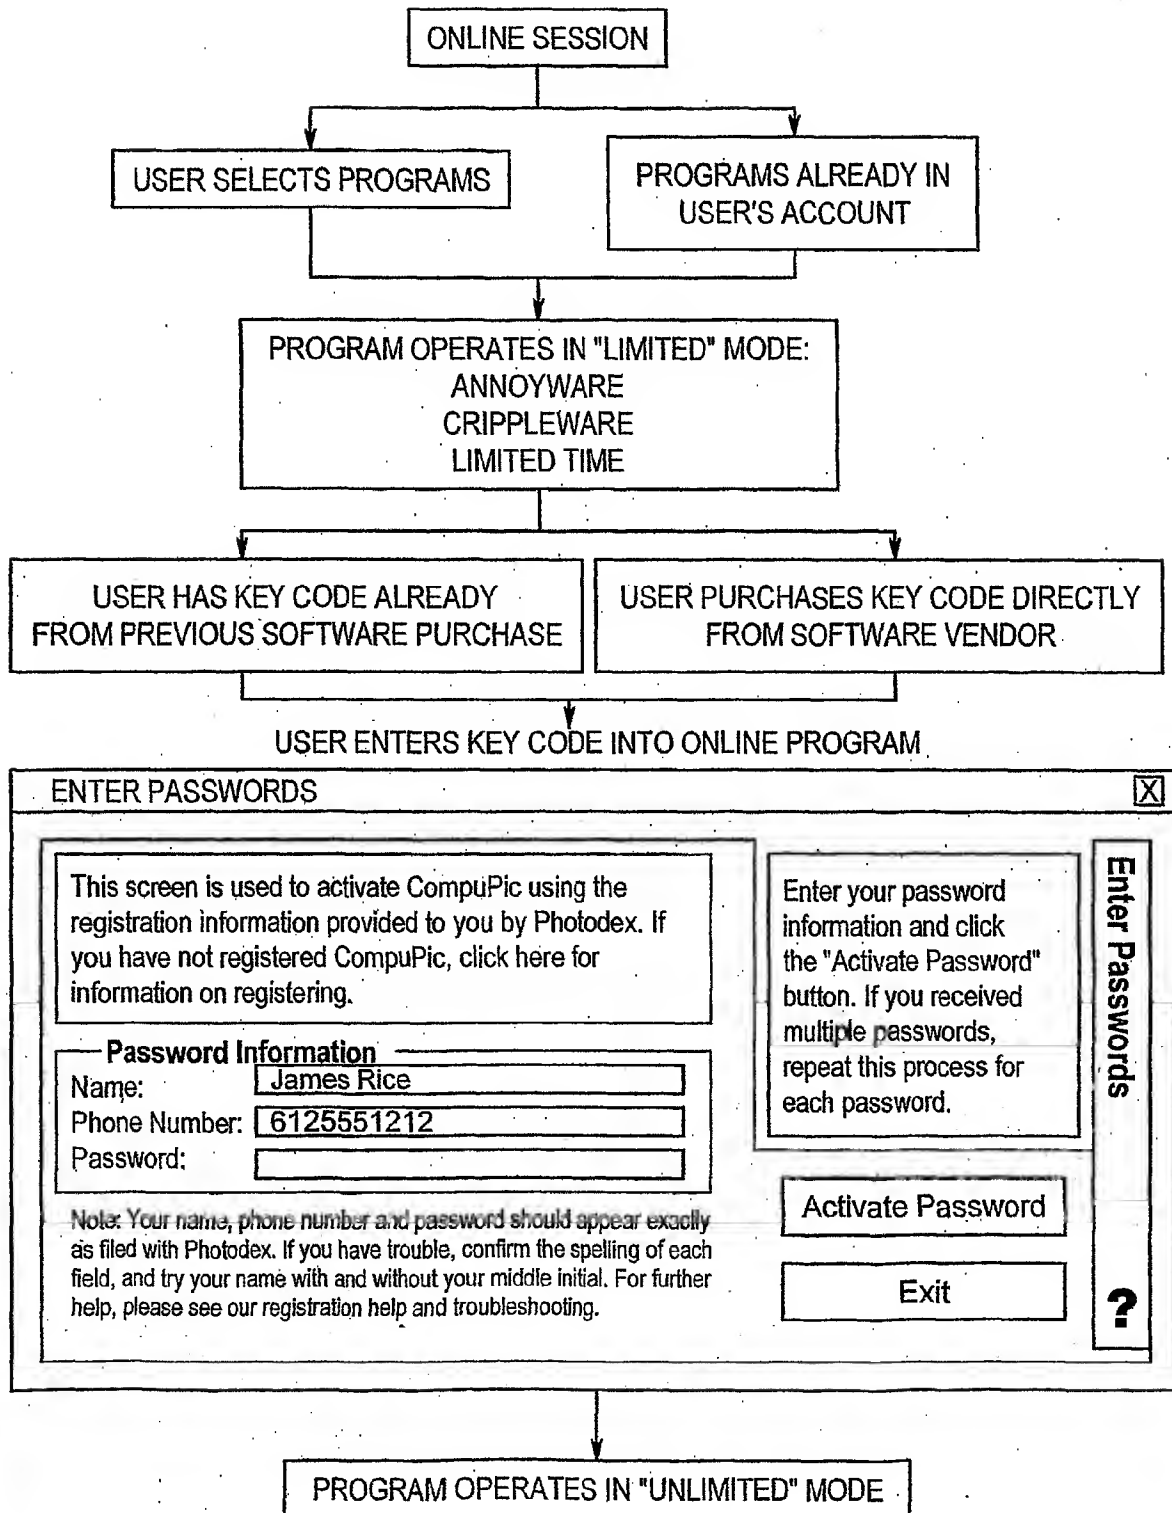 ONLINE SESSION
USER SELECTS PROGRAMS
PROGRAMS ALREADY IN
USER'S ACCOUNT
PROGRAM OPERATES IN "LIMITED" MODE:
ANNOYWARE
CRIPPLEWARE
LIMITED TIME
USER HAS KEY CODE ALREADY
FROM PREVIOUS SOFTWARE PURCHASE
USER PURCHASES KEY CODE DIRECTLY
FROM SOFTWARE VENDOR
USER ENTERS KEY CODE INTO ONLINE PROGRAM
ENTER PASSWORDS
X
This screen is used to activate CompuPic using the
registration information provided to you by Photodex. If
you have not registered CompuPic, click here for
information on registering.
Password Information
Name: James Rice
Phone Number: 6125551212
Password:
Note: Your name, phone number and password should appear exactly
as filed with Photodex. If you have trouble, confirm the spelling of each
field, and try your name with and without your middle initial. For further
help, please see our registration help and troubleshooting.
Enter your password
information and click
the "Activate Password"
button. If you received
multiple passwords,
repeat this process for
each password.
Activate Password
Exit
Enter Passwords
?
PROGRAM OPERATES IN "UNLIMITED" MODE